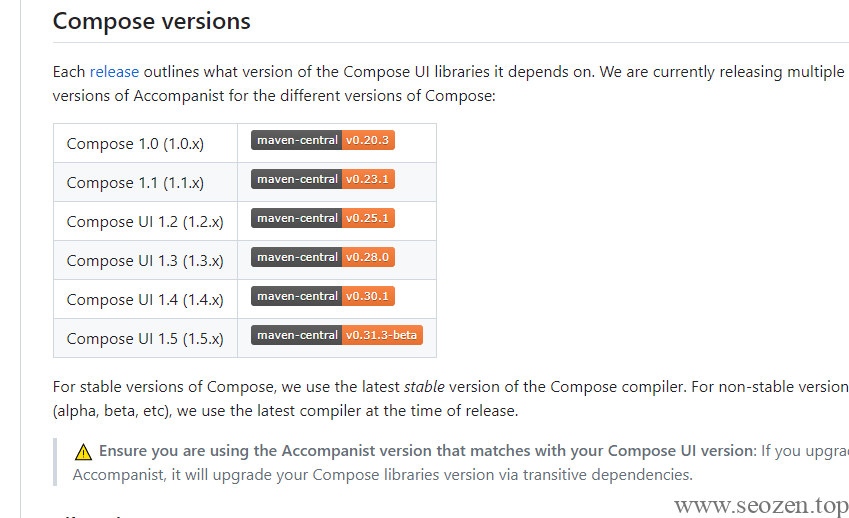 Compose versions
Each release outlines what version of the Compose UI libraries it depends on. We are currently releasing multiple
versions of Accompanist for the different versions of Compose:
Compose 1.0 (1.0.x) maven-central v0.20.3
Compose 1.1 (1.1.x) maven-central v0.23.1
Compose UI 1.2 (1.2.x) maven-central v0.25.1
Compose UI 1.3 (1.3.x) maven-central v0.28.0
Compose UI 1.4 (1.4.x) maven-central v0.30.1
Compose UI 1.5 (1.5.x) maven-central v0.31.3-beta
For stable versions of Compose, we use the latest stable version of the Compose compiler. For non-stable version
(alpha, beta, etc), we use the latest compiler at the time of release.
Ensure you are using the Accompanist version that matches with your Compose UI version: If you upgra
Accompanist, it will upgrade your Compose libraries version via transitive dependencies.
www.seozen.top